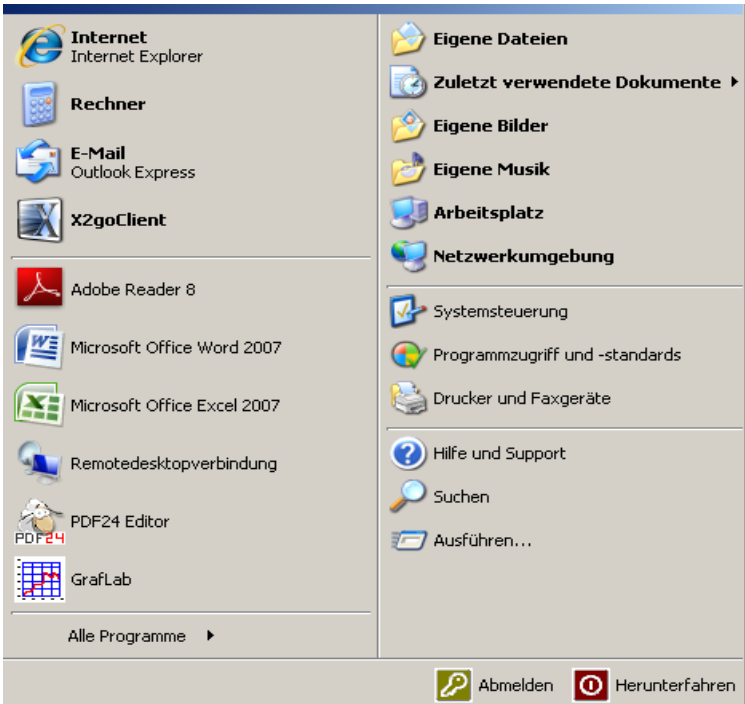 Internet
Internet Explorer
Rechner
E-Mail
Outlook Express
X2goClient
Adobe Reader 8
Microsoft Office Word 2007
Microsoft Office Excel 2007
Remotedesktopverbindung
PDF24
PDF24 Editor
GrafLab
Alle Programme
Eigene Dateien
Zuletzt verwendete Dokumente
Eigene Bilder
Eigene Musik
Arbeitsplatz
Netzwerkumgebung
Systemsteuerung
Programmzugriff und -standards
Drucker und Faxgeräte
Hilfe und Support
Suchen
Ausführen...
Abmelden
Herunterfahren